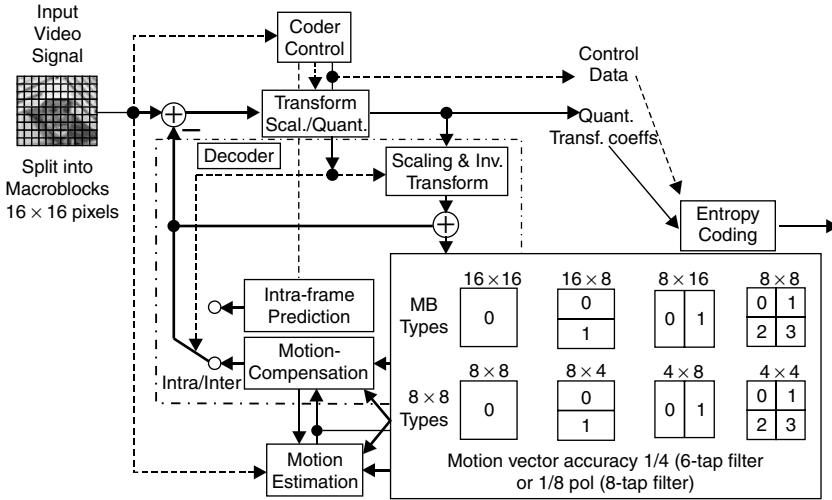 Input
Video
Signal
Coder
Control
Control
Data
Transform
Scal./Quant.
Quant.
Transf. coeffs
−
Decoder
Scaling & Inv.
Transform
Split into
Macroblocks
16 × 16 pixels
Entropy
Coding
Intra-frame
Prediction
Motion-
Compensation
Intra/Inter
Motion
Estimation
16 × 16
16 × 8
8 × 16
8 × 8
MB
Types
0
0
1
0 1
0 1
2 3
8 × 8
8 × 4
4 × 8
4 × 4
8 × 8
Types
0
0
1
0 1
0 1
2 3
Motion vector accuracy 1/4 (6-tap filter
or 1/8 pol (8-tap filter)